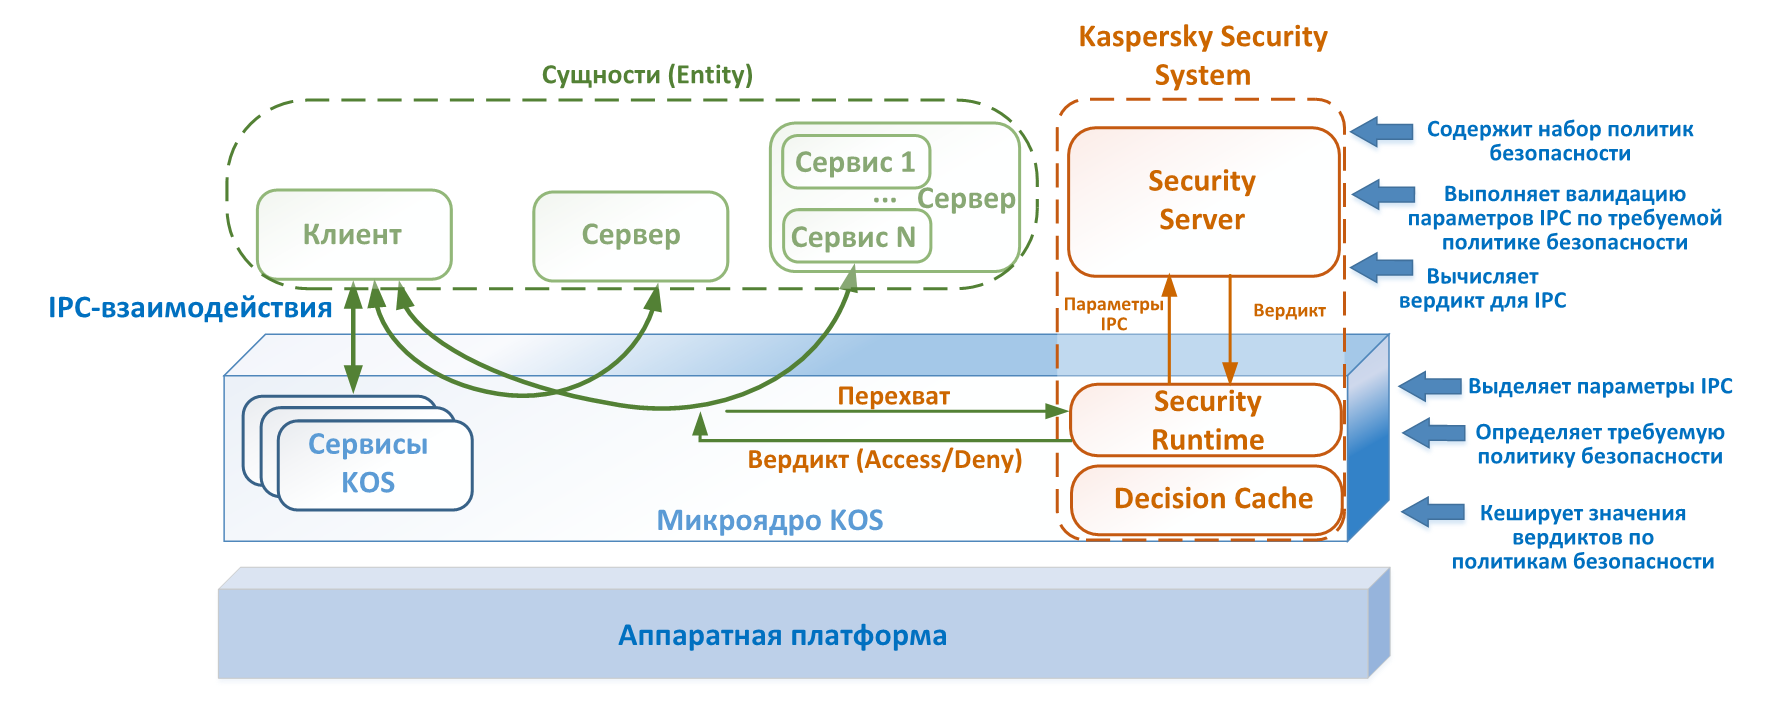 Kaspersky Security
System
Сущности (Entity)
Содержит набор политик
безопасности
Сервис 1
...
Сервер
Сервис N
Клиент
Сервер
Security
Server
Выполняет валидацию
параметров IPC по требуемой
политике безопасности
Вычисляет
вердикт для IPC
IPC-взаимодействия
Параметры
IPC
Вердикт
Перехват
Security
Runtime
Выделяет параметры IPC
Сервисы
KOS
Вердикт (Access/Deny)
Определяет требуемую
политику безопасности
Decision Cache
Микроядро KOS
Кеширует значения
вердиктов по
политикам безопасности
Аппаратная платформа